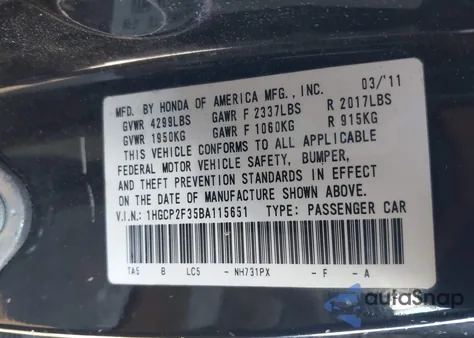 MFD. BY HONDA OF AMERICA MFG., INC. 03/'11
GVWR 4299LBS GAWR F 2337LBS R 2017LBS
GVWR 1950KG GAWR F 1060KG R 915KG
THIS VEHICLE CONFORMS TO ALL APPLICABLE
FEDERAL MOTOR VEHICLE SAFETY, BUMPER,
AND THEFT PREVENTION STANDARDS IN EFFECT
ON THE DATE OF MANUFACTURE SHOWN ABOVE.
V.I.N.: 1HGCP2F35BA115651 TYPE: PASSENGER CAR
TA5 B LC5 - NH731PX - F - A
autoSnap